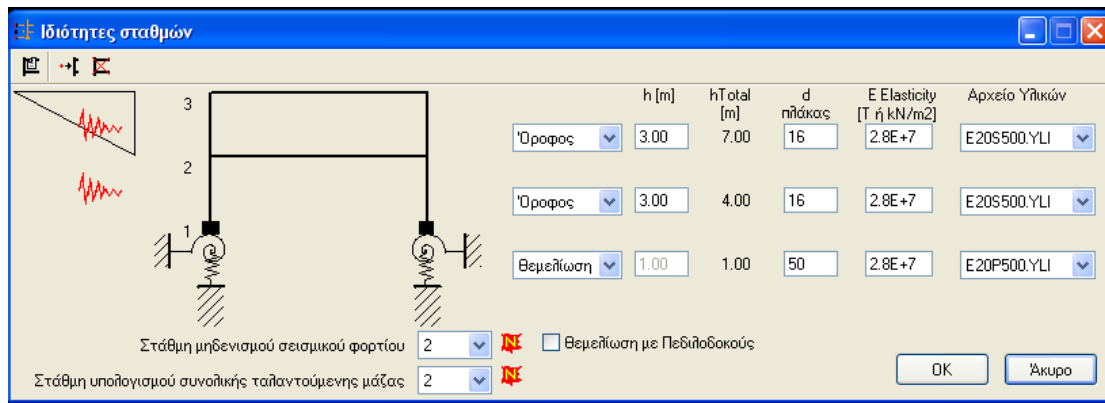 Ιδιότητες σταθμών
h [m] hTotal [m] d πλάκας E Elasticity [T ή kN/m2] Αρχείο Υλικών
3 Όροφος 3.00 7.00 16 2.8E+7 E20S500.YLI
2 Όροφος 3.00 4.00 16 2.8E+7 E20S500.YLI
1 Θεμελίωση 1.00 1.00 50 2.8E+7 E20P500.YLI
Στάθμη μηδενισμού σεισμικού φορτίου 2 N Θεμελίωση με Πεδιλοδοκούς
Στάθμη υπολογισμού συνολικής ταλαντούμενης μάζας 2 N
OK Άκυρο